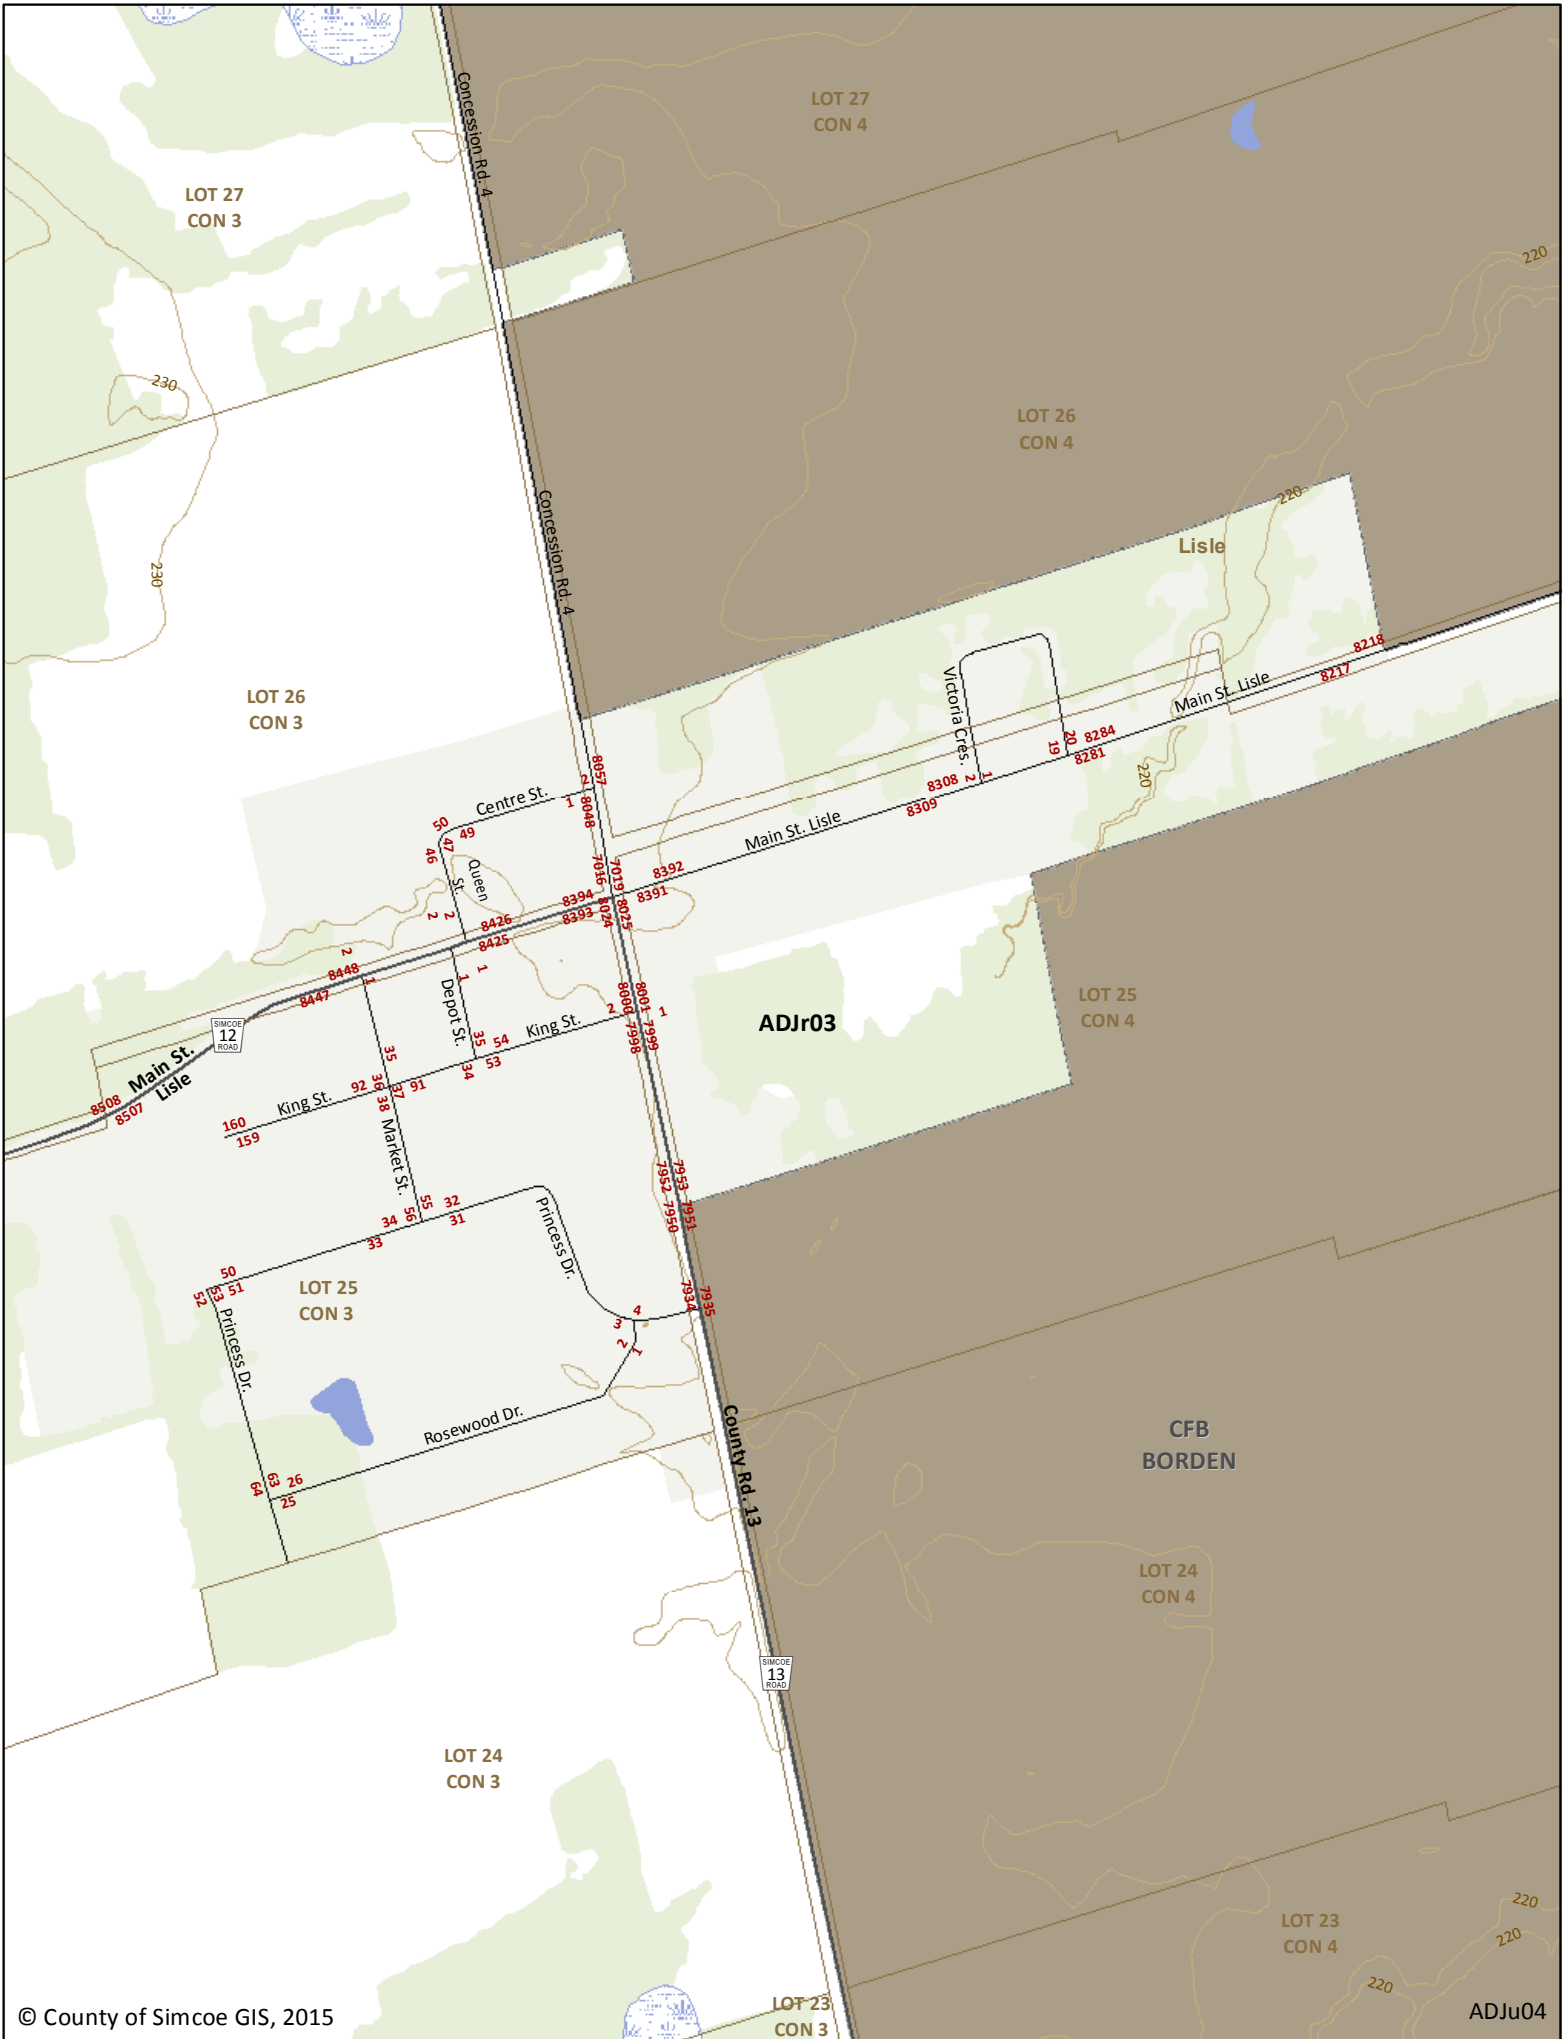 Concession Rd. 4
LOT 27
CON 4
LOT 27
CON 3
220
230
LOT 26
CON 4
Concession Rd. 4
220
Lisle
230
LOT 26
CON 3
8218
8217
Main St. Lisle
Victoria Cres.
20
19
8284
8281
220
8308
2
1
8309
8057
2
Centre St.
1
8048
50
49
47
46
Queen
St.
Main St. Lisle
7016
7019
8392
8391
8394
8393
8024
8025
2
2
8426
8425
2
8448
1
8447
1
1
Depot St.
8000
8001
2
1
LOT 25
CON 4
ADJr03
SIMCOE
12
ROAD
King St.
7998
7999
35
54
53
34
35
Main St.
Lisle
92
36
37
91
38
King St.
8508
8507
160
159
Market St.
7952
7953
7950
7951
55
32
56
31
34
33
Princess Dr.
50
51
53
52
LOT 25
CON 3
7934
7935
4
3
2
1
Princess Dr.
Rosewood Dr.
County Rd. 13
CFB
BORDEN
63
26
64
25
LOT 24
CON 4
SIMCOE
13
ROAD
LOT 24
CON 3
220
LOT 23
CON 4
220
220
LOT 23
CON 3
© County of Simcoe GIS, 2015
ADJu04